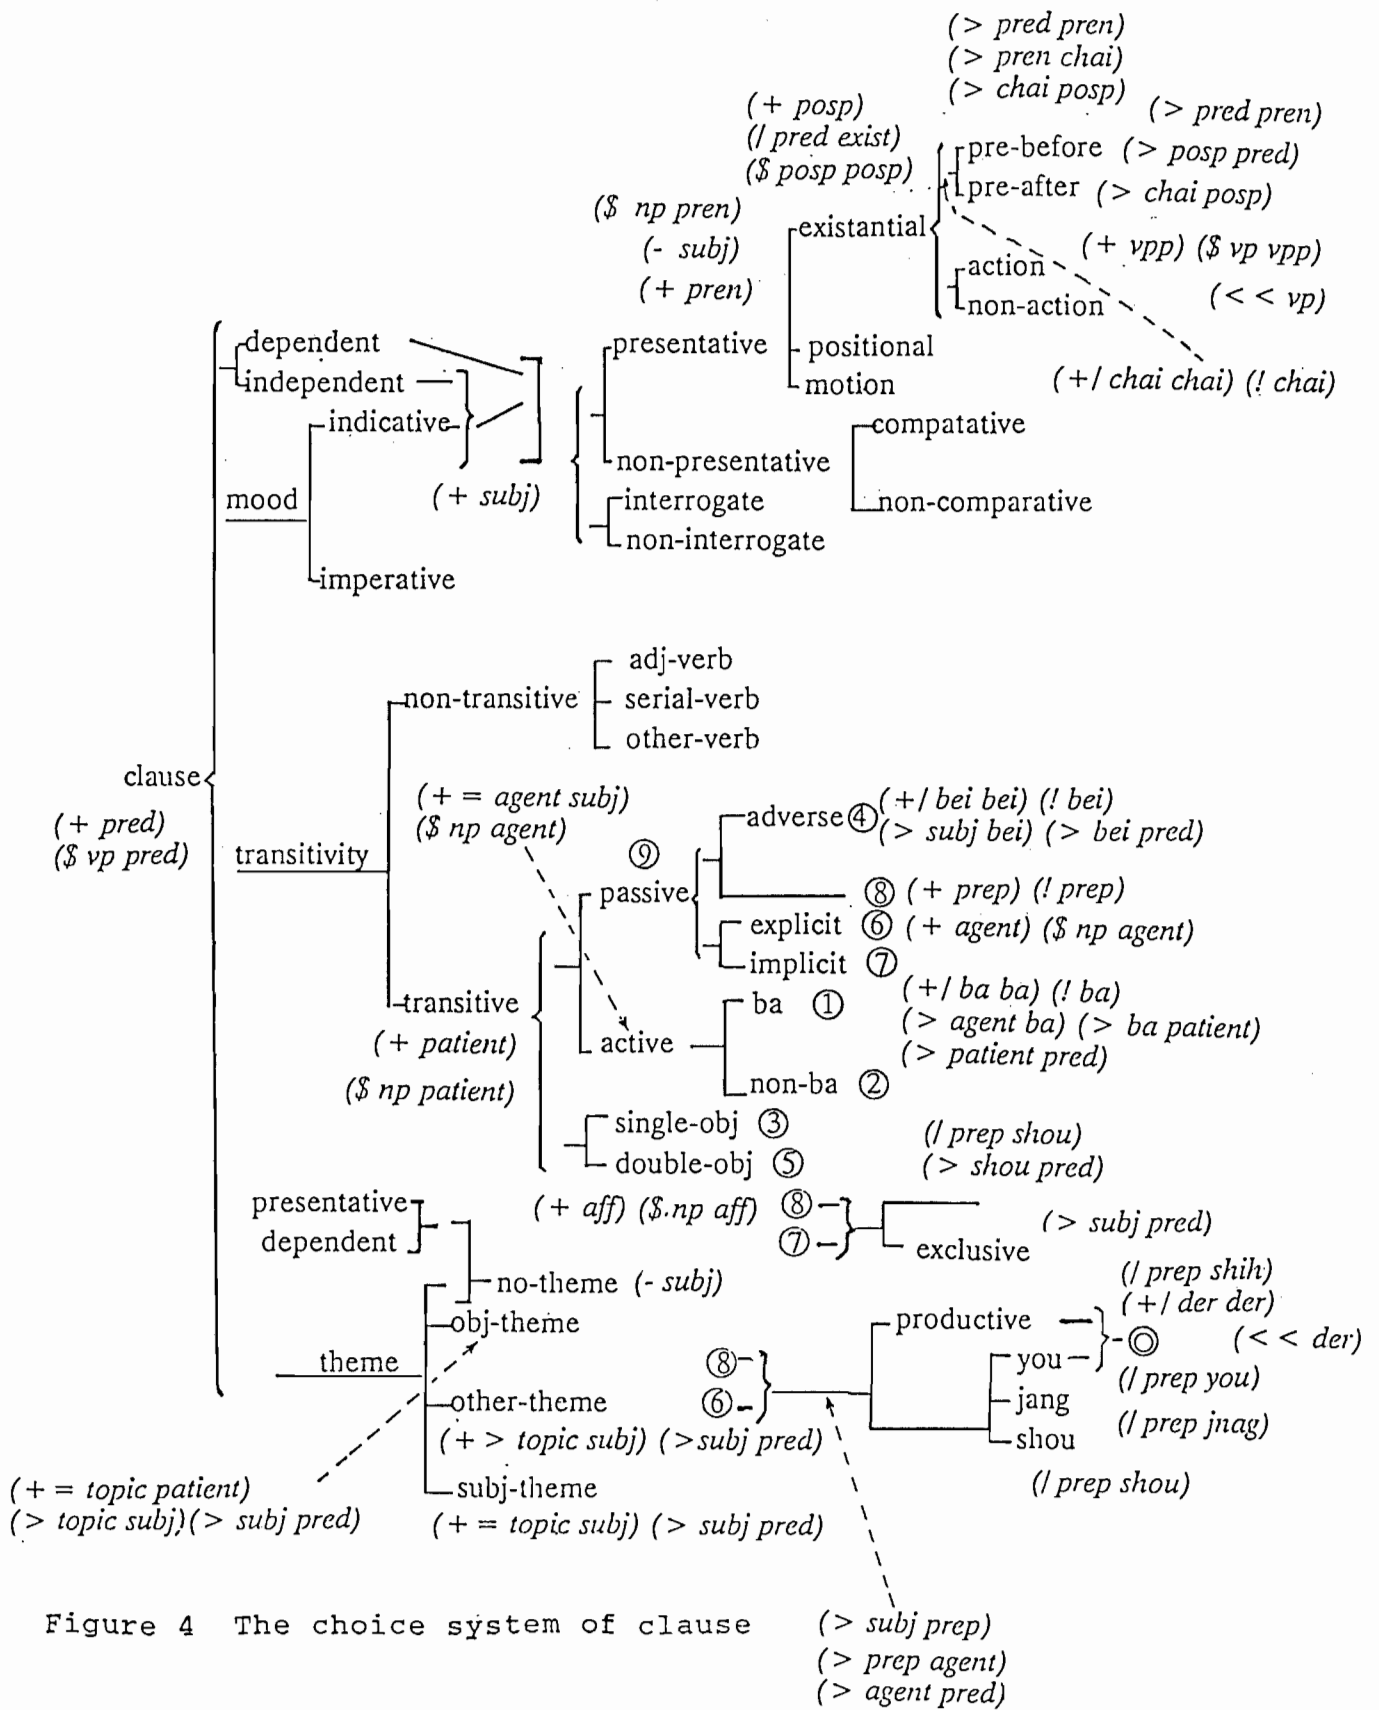 (> pred pren)
(> pren chai)
(> chai posp)
(+ posp)
(/ pred exist)
($ posp posp)
(> pred pren)
pre-before (> posp pred)
pre-after (> chai posp)
($ np pren)
(- subj)
(+ pren)
existantial
(+ vpp) ($ vp vpp)
action
non-action
(< < vp)
dependent
presentative
positional
independent
motion
(+/ chai chai) (! chai)
indicative
compatative
non-presentative
mood
(+ subj)
interrogate
non-comparative
non-interrogate
imperative
adj-verb
non-transitive
serial-verb
other-verb
clause
(+ pred)
($ vp pred)
(+ = agent subj)
($ np agent)
adverse ④ (+/ bei bei) (! bei)
(> subj bei) (> bei pred)
transitivity
⑨
passive
⑧ (+ prep) (! prep)
explicit ⑥ (+ agent) ($ np agent)
implicit ⑦
transitive
(+ patient)
($ np patient)
ba ①
(+/ ba ba) (! ba)
(> agent ba) (> ba patient)
(> patient pred)
active
non-ba ②
single-obj ③
double-obj ⑤
(/ prep shou)
(> shou pred)
presentative
dependent
(+ aff) ($.np aff)
⑧
⑦
exclusive
(> subj pred)
no-theme (- subj)
obj-theme
(/ prep shih)
(+/ der der)
productive
◎
(< < der)
theme
⑧
you
(/ prep you)
other-theme
⑥
jang
(/ prep jnag)
(+ > topic subj) (>subj pred)
shou
(/ prep shou)
subj-theme
(+ = topic patient)
(> topic subj)(> subj pred)
(+ = topic subj) (> subj pred)
Figure 4 The choice system of clause
(> subj prep)
(> prep agent)
(> agent pred)